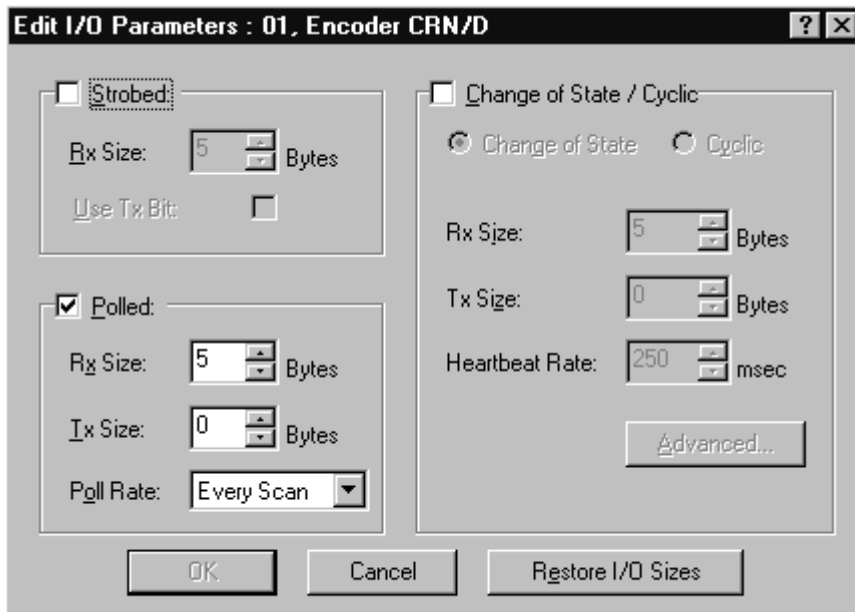 Edit I/O Parameters : 01, Encoder CRN/D
Strobed:
Rx Size: 5 Bytes
Use Tx Bit:
Polled:
Rx Size: 5 Bytes
Tx Size: 0 Bytes
Poll Rate: Every Scan
Change of State / Cyclic
Change of State Cyclic
Rx Size: 5 Bytes
Tx Size: 0 Bytes
Heartbeat Rate: 250 msec
Advanced...
OK Cancel Restore I/O Sizes